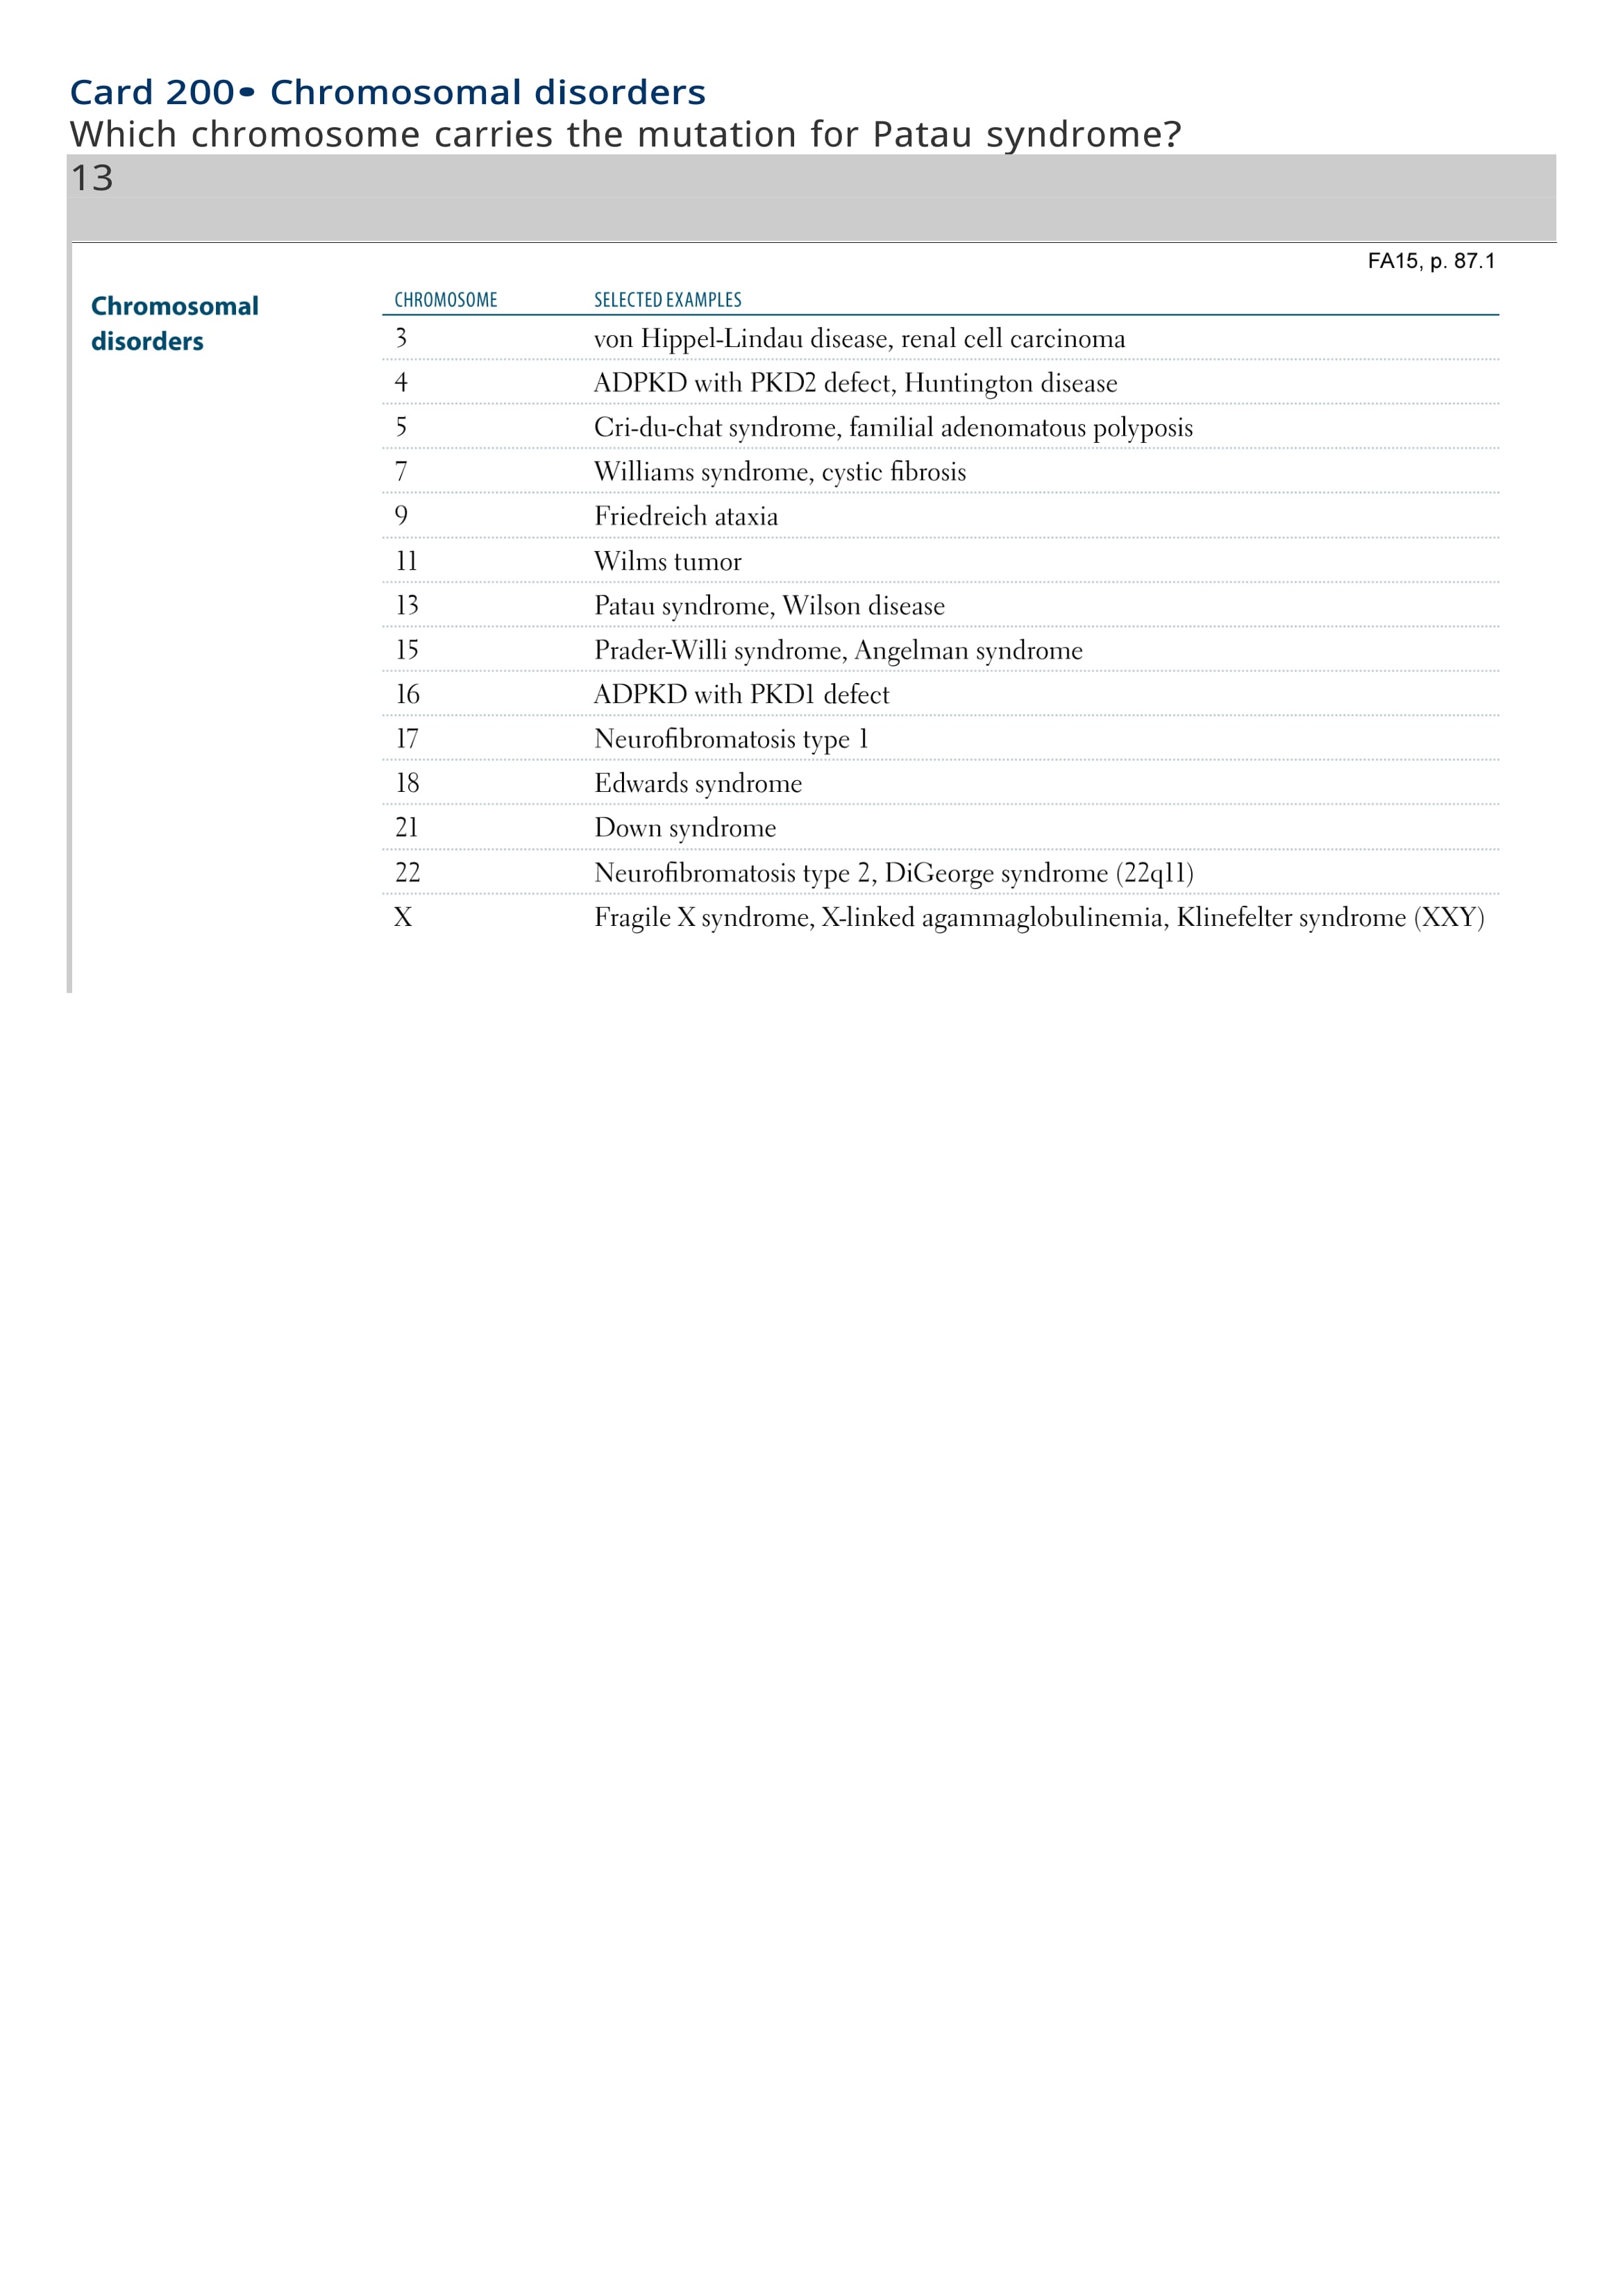 Card 200• Chromosomal disorders
Which chromosome carries the mutation for Patau syndrome?
13
FA15, p. 87.1
Chromosomal
disorders
CHROMOSOME SELECTED EXAMPLES
3 von Hippel-Lindau disease, renal cell carcinoma
4 ADPKD with PKD2 defect, Huntington disease
5 Cri-du-chat syndrome, familial adenomatous polyposis
7 Williams syndrome, cystic fibrosis
9 Friedreich ataxia
11 Wilms tumor
13 Patau syndrome, Wilson disease
15 Prader-Willi syndrome, Angelman syndrome
16 ADPKD with PKD1 defect
17 Neurofibromatosis type 1
18 Edwards syndrome
21 Down syndrome
22 Neurofibromatosis type 2, DiGeorge syndrome (22q11)
X Fragile X syndrome, X-linked agammaglobulinemia, Klinefelter syndrome (XXY)